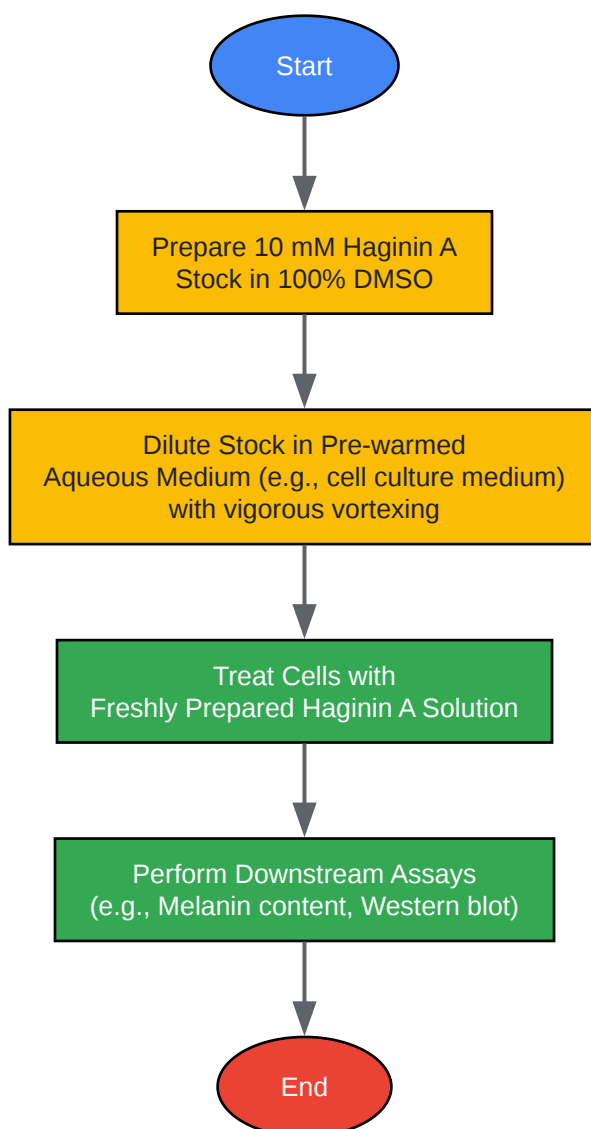 Start
Prepare 10 mM Haginin A
Stock in 100% DMSO
Dilute Stock in Pre-warmed
Aqueous Medium (e.g., cell culture medium)
with vigorous vortexing
Treat Cells with
Freshly Prepared Haginin A Solution
Perform Downstream Assays
(e.g., Melanin content, Western blot)
End